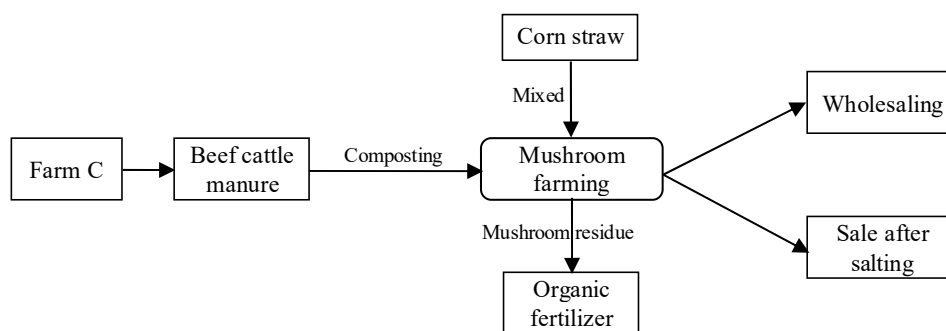 Corn straw
Mixed
Wholesaling
Farm C
Beef cattle
manure
Composting
Mushroom
farming
Mushroom residue
Sale after
salting
Organic
fertilizer